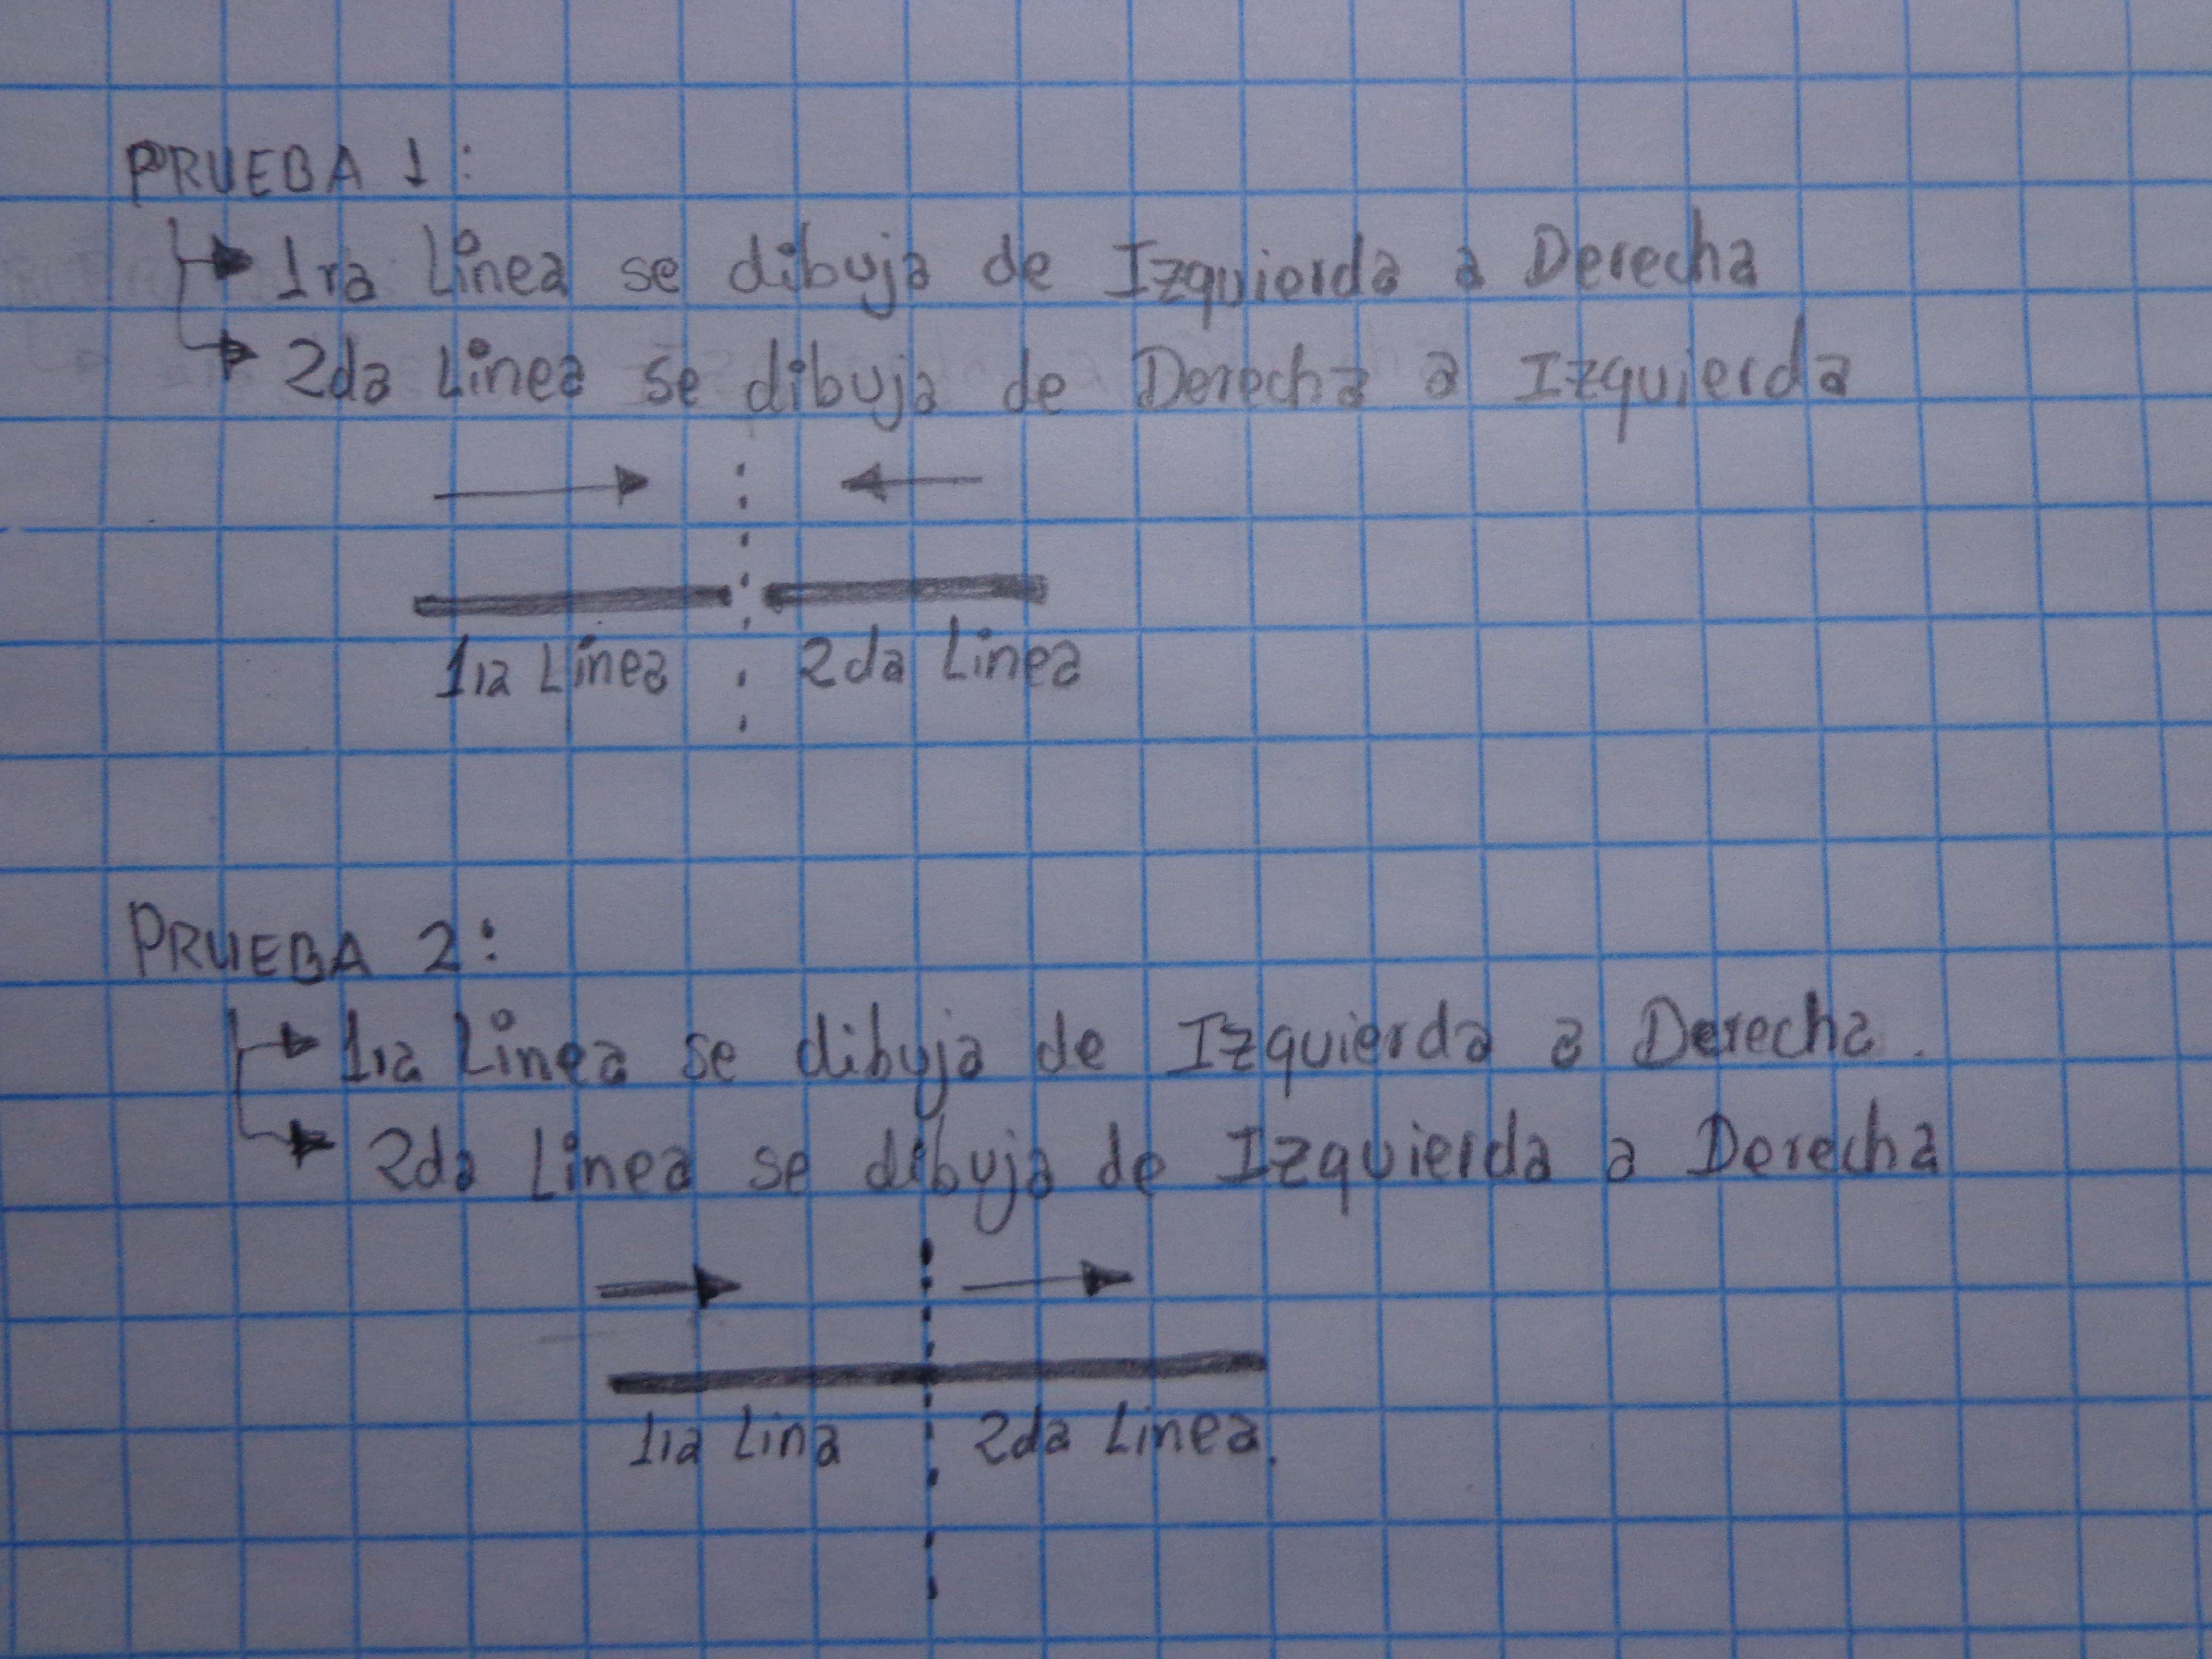 PRUEBA 1:
1ra Linea se dibuja de Izquierda a Derecha
2da Linea se dibuja de Derecha a Izquierda
1ra Linea 2da Linea
PRUEBA 2:
1ra Linea se dibuja de Izquierda a Derecha.
2da Linea se dibuja de Izquierda a Derecha
1ra Lina 2da Linea.